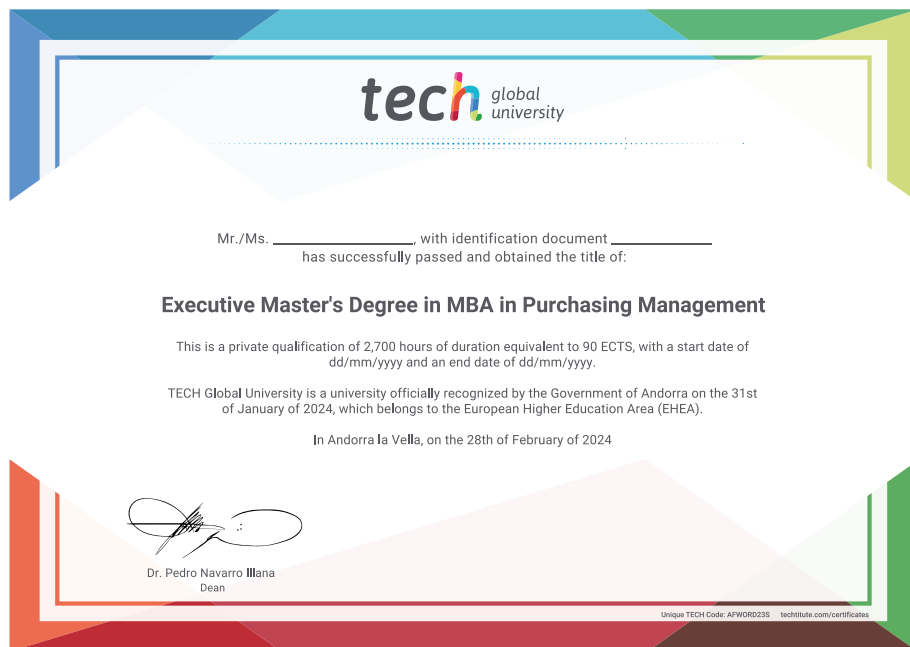 tech global
university
Mr./Ms. ____________, with identification document _________
has successfully passed and obtained the title of:
Executive Master's Degree in MBA in Purchasing Management
This is a private qualification of 2,700 hours of duration equivalent to 90 ECTS, with a start date of
dd/mm/yyyy and an end date of dd/mm/yyyy.
TECH Global University is a university officially recognized by the Government of Andorra on the 31st
of January of 2024, which belongs to the European Higher Education Area (EHEA).
In Andorra la Vella, on the 28th of February of 2024
Dr. Pedro Navarro Illana
Dean
Unique TECH Code: AFWORD23S techtitute.com/certificates